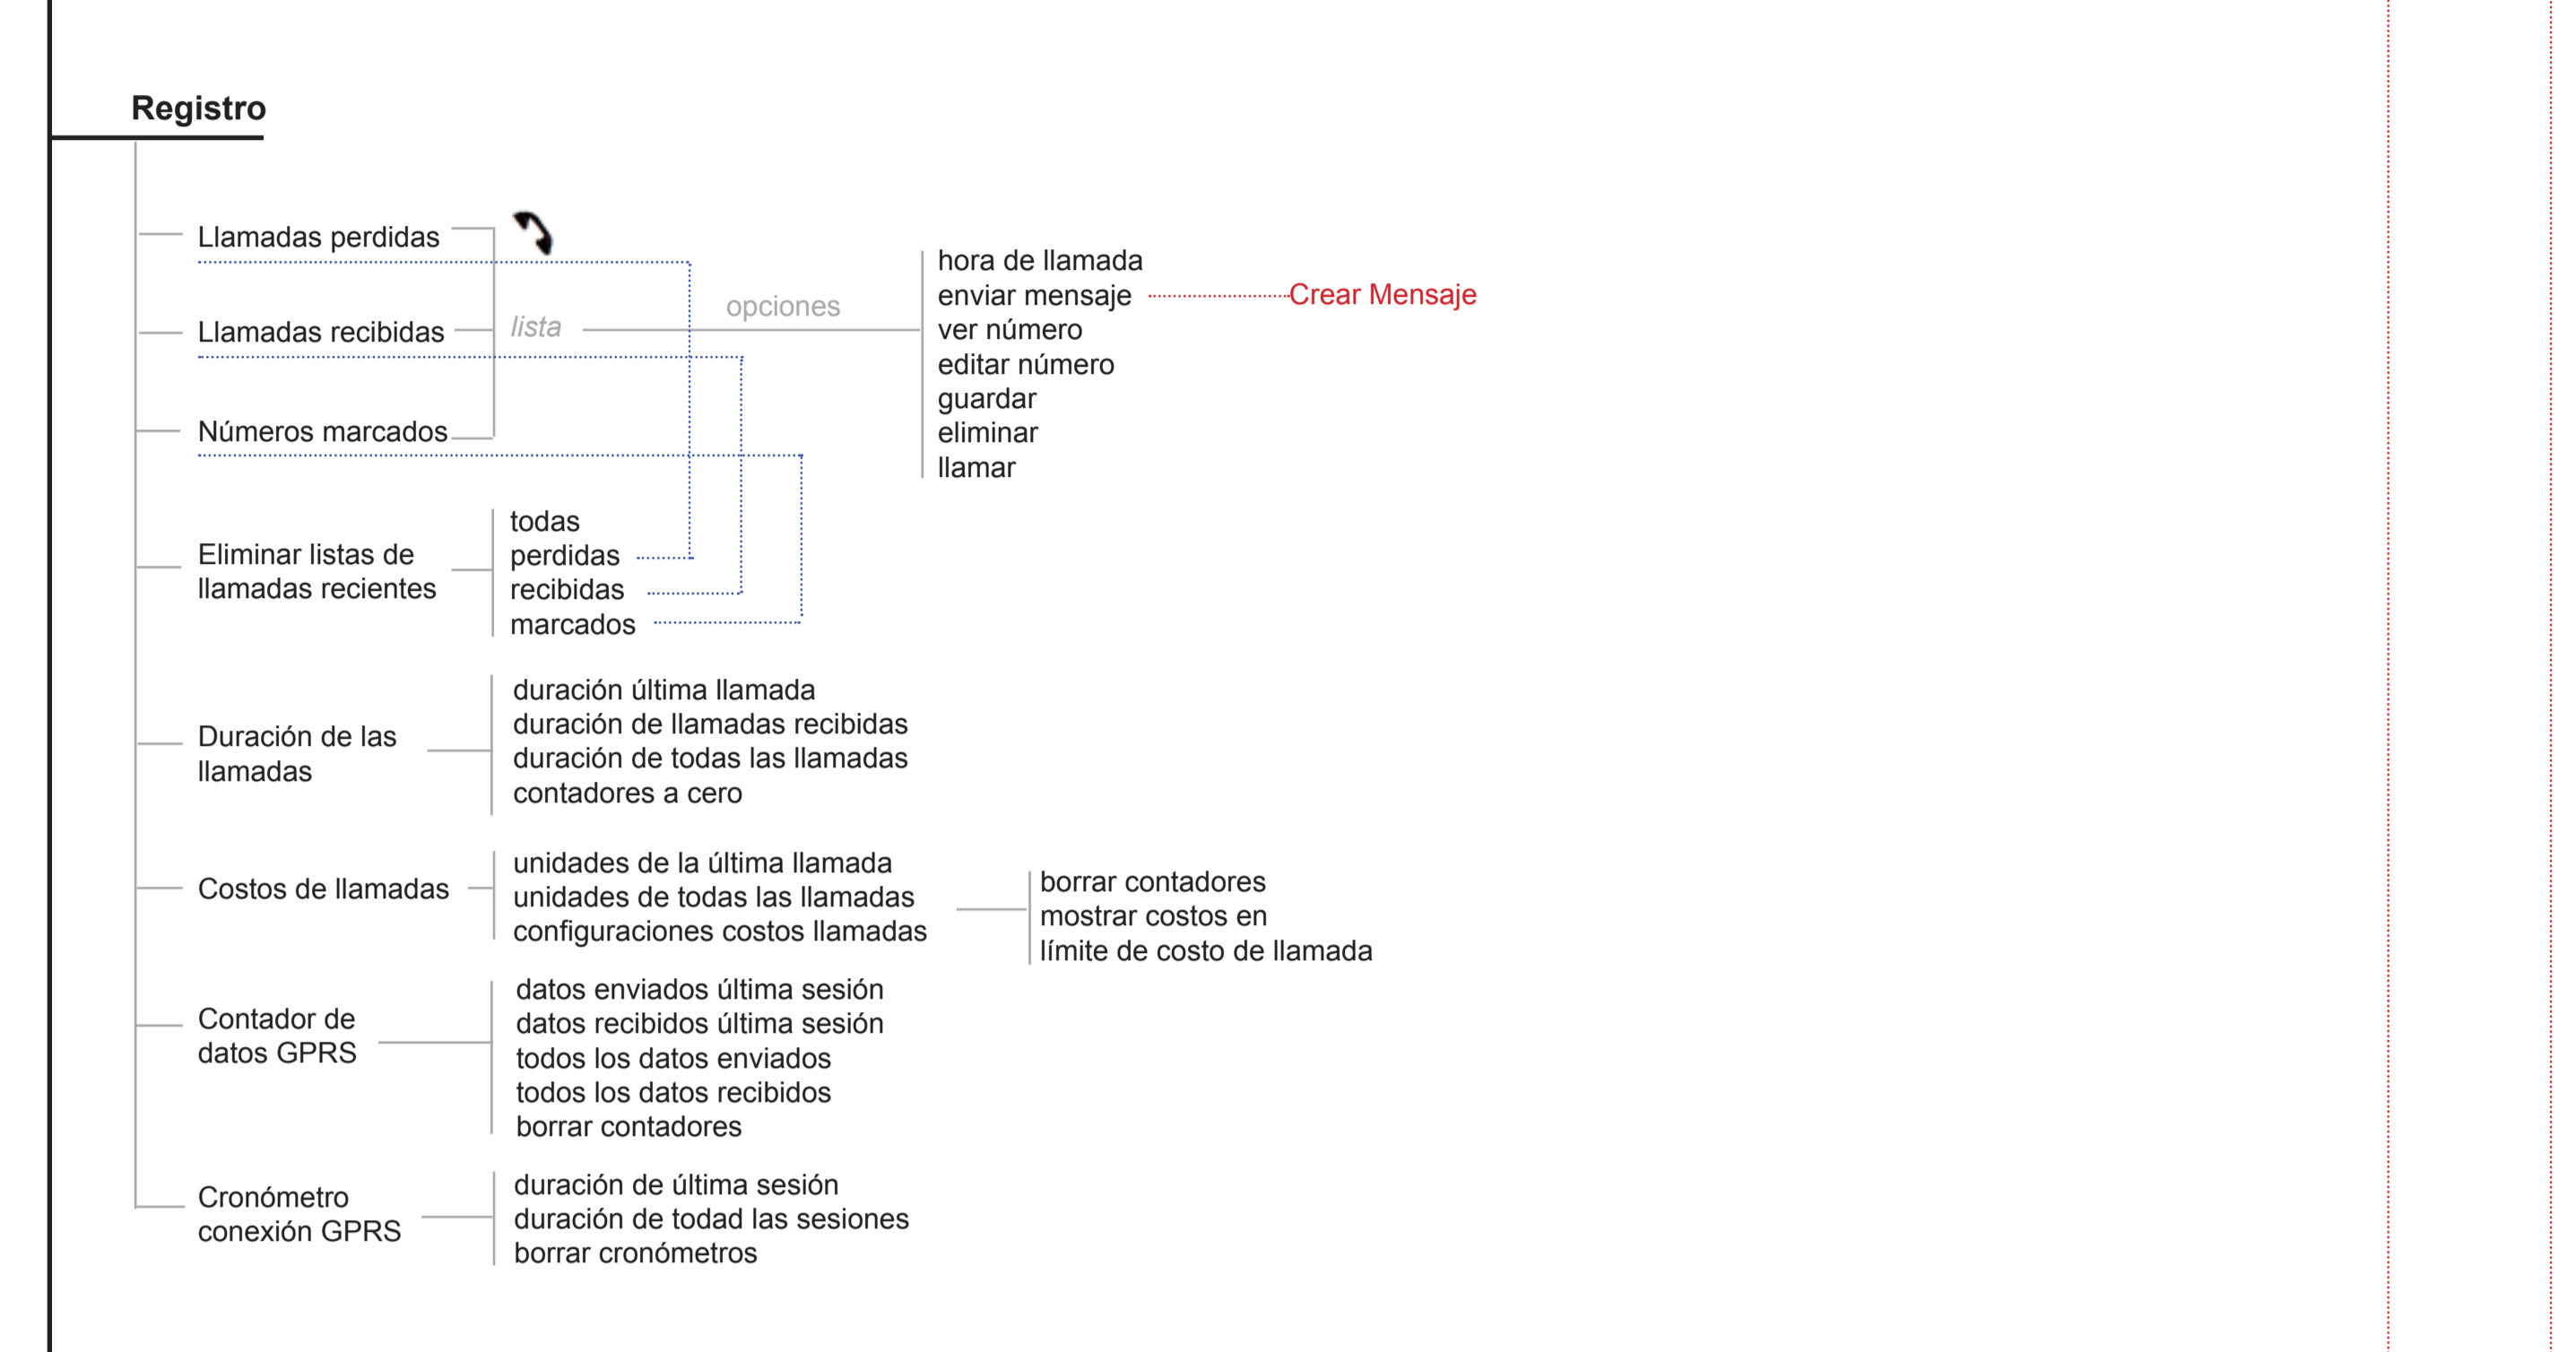 Registro
Llamadas perdidas
Llamadas recibidas
Números marcados
lista
opciones
hora de llamada
enviar mensaje
Crear Mensaje
ver número
editar número
guardar
eliminar
llamar
Eliminar listas de
llamadas recientes
todas
perdidas
recibidas
marcados
Duración de las
llamadas
duración última llamada
duración de llamadas recibidas
duración de todas las llamadas
contadores a cero
Costos de llamadas
unidades de la última llamada
unidades de todas las llamadas
configuraciones costos llamadas
borrar contadores
mostrar costos en
límite de costo de llamada
Contador de
datos GPRS
datos enviados última sesión
datos recibidos última sesión
todos los datos enviados
todos los datos recibidos
borrar contadores
Cronómetro
conexión GPRS
duración de última sesión
duración de todad las sesiones
borrar cronómetros